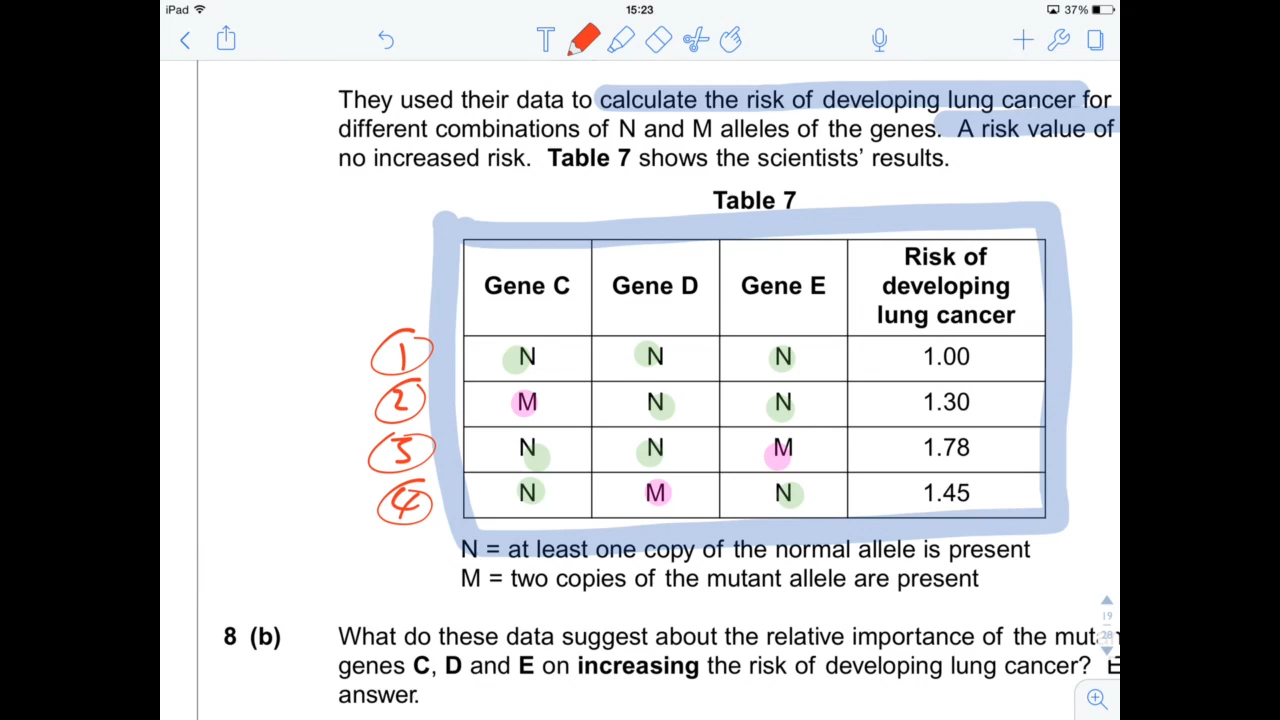 iPad 15:23 37%
T
They used their data to calculate the risk of developing lung cancer for
different combinations of N and M alleles of the genes. A risk value of
no increased risk. Table 7 shows the scientists' results.
Table 7
Gene C Gene D Gene E Risk of
developing
lung cancer
1 N N N 1.00
2 M N N 1.30
3 N N M 1.78
4 N M N 1.45
N = at least one copy of the normal allele is present
M = two copies of the mutant allele are present
19
28
8 (b) What do these data suggest about the relative importance of the
genes C, D and E on increasing the risk of developing lung cancer?
answer.